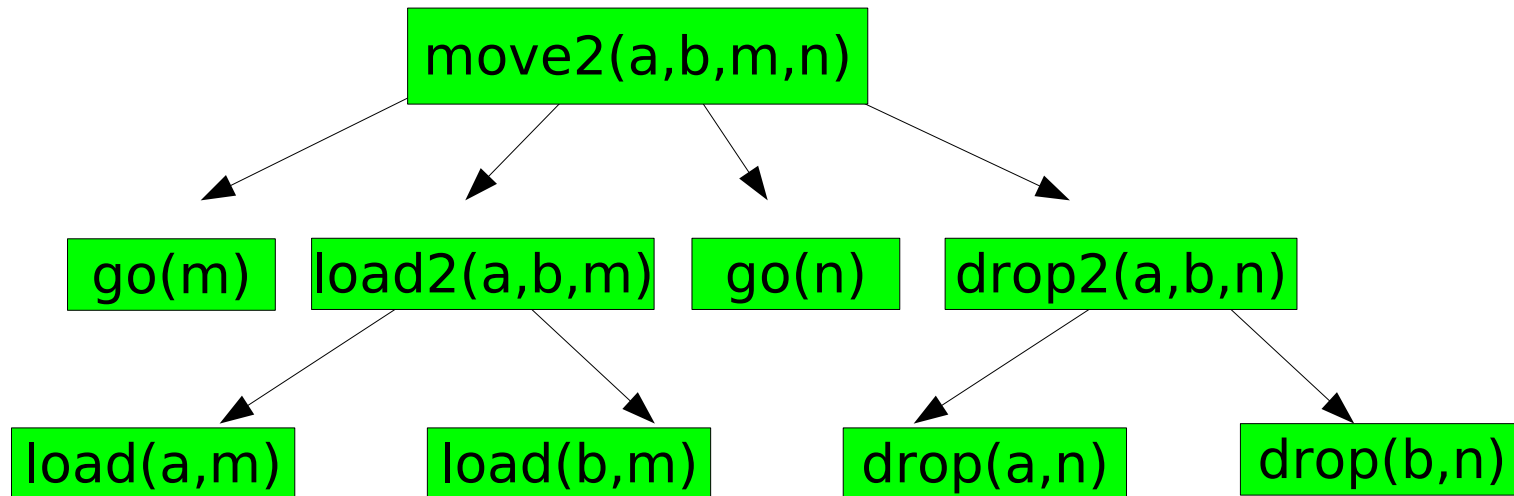 move2(a,b,m,n)
go(m)
load2(a,b,m)
go(n)
drop2(a,b,n)
load(a,m)
load(b,m)
drop(a,n)
drop(b,n)